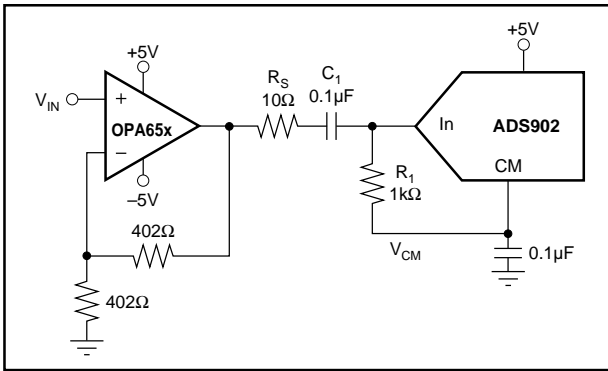 +5V
+5V
R_S
10Ω
C_1
0.1µF
V_IN
+
OPA65x
–
In
ADS902
CM
–5V
R_1
1kΩ
402Ω
V_CM
0.1µF
402Ω